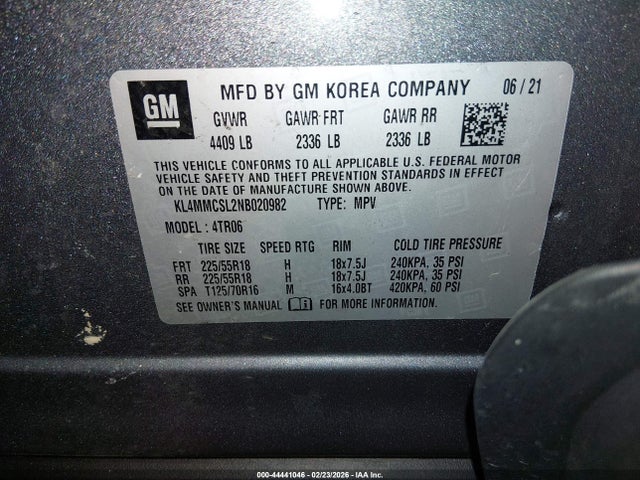 GM
MFD BY GM KOREA COMPANY 06/21
GVWR GAWR FRT GAWR RR
4409 LB 2336 LB 2336 LB
THIS VEHICLE CONFORMS TO ALL APPLICABLE U.S. FEDERAL MOTOR
VEHICLE SAFETY AND THEFT PREVENTION STANDARDS IN EFFECT ON
THE DATE OF MANUFACTURE SHOWN ABOVE.
KL4MMCSL2NB020982 TYPE: MPV
MODEL: 4TR06
TIRE SIZE SPEED RTG RIM COLD TIRE PRESSURE
FRT 225/55R18 H 18x7.5J 240KPA, 35 PSI
RR 225/55R18 H 18x7.5J 240KPA, 35 PSI
SPA T125/70R16 M 16x4.0BT 420KPA, 60 PSI
SEE OWNER'S MANUAL FOR MORE INFORMATION.
000-44441046 - 02/23/2026 - IAA Inc.